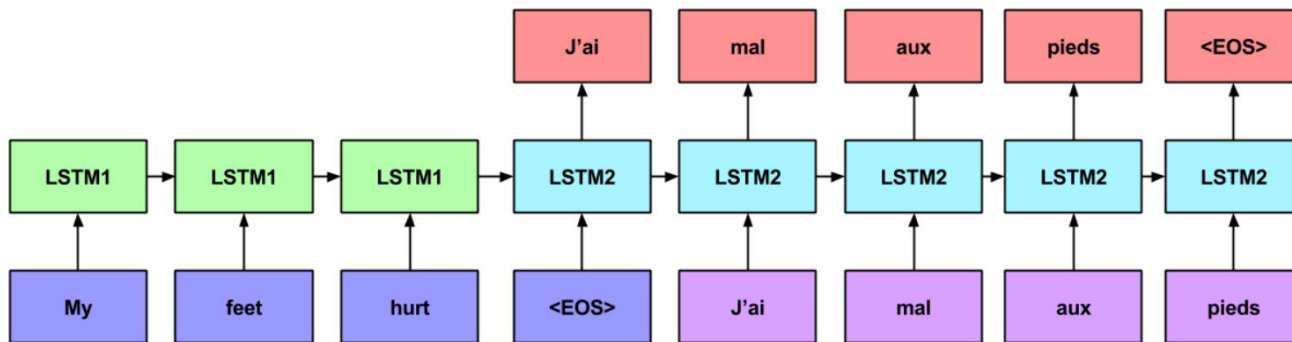 J’ai mal aux pieds <EOS>
LSTM1 LSTM1 LSTM1 LSTM2 LSTM2 LSTM2 LSTM2 LSTM2
My feet hurt <EOS> J’ai mal aux pieds